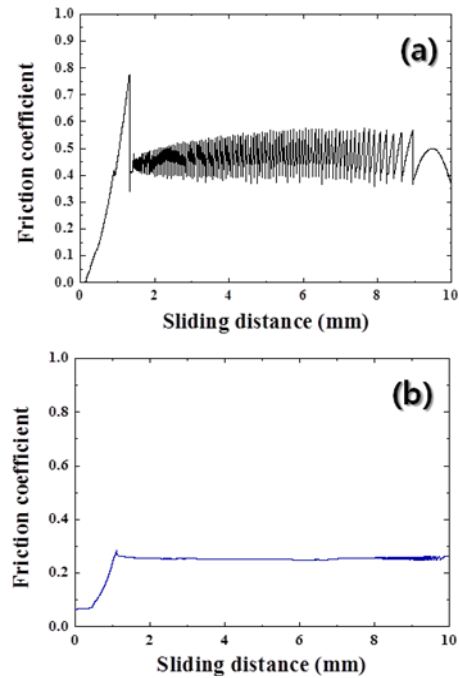 (a)
Friction coefficient
1.0
0.9
0.8
0.7
0.6
0.5
0.4
0.3
0.2
0.1
0.0
0 2 4 6 8 10
Sliding distance (mm)
(b)
Friction coefficient
1.0
0.8
0.6
0.4
0.2
0.0
0 2 4 6 8 10
Sliding distance (mm)